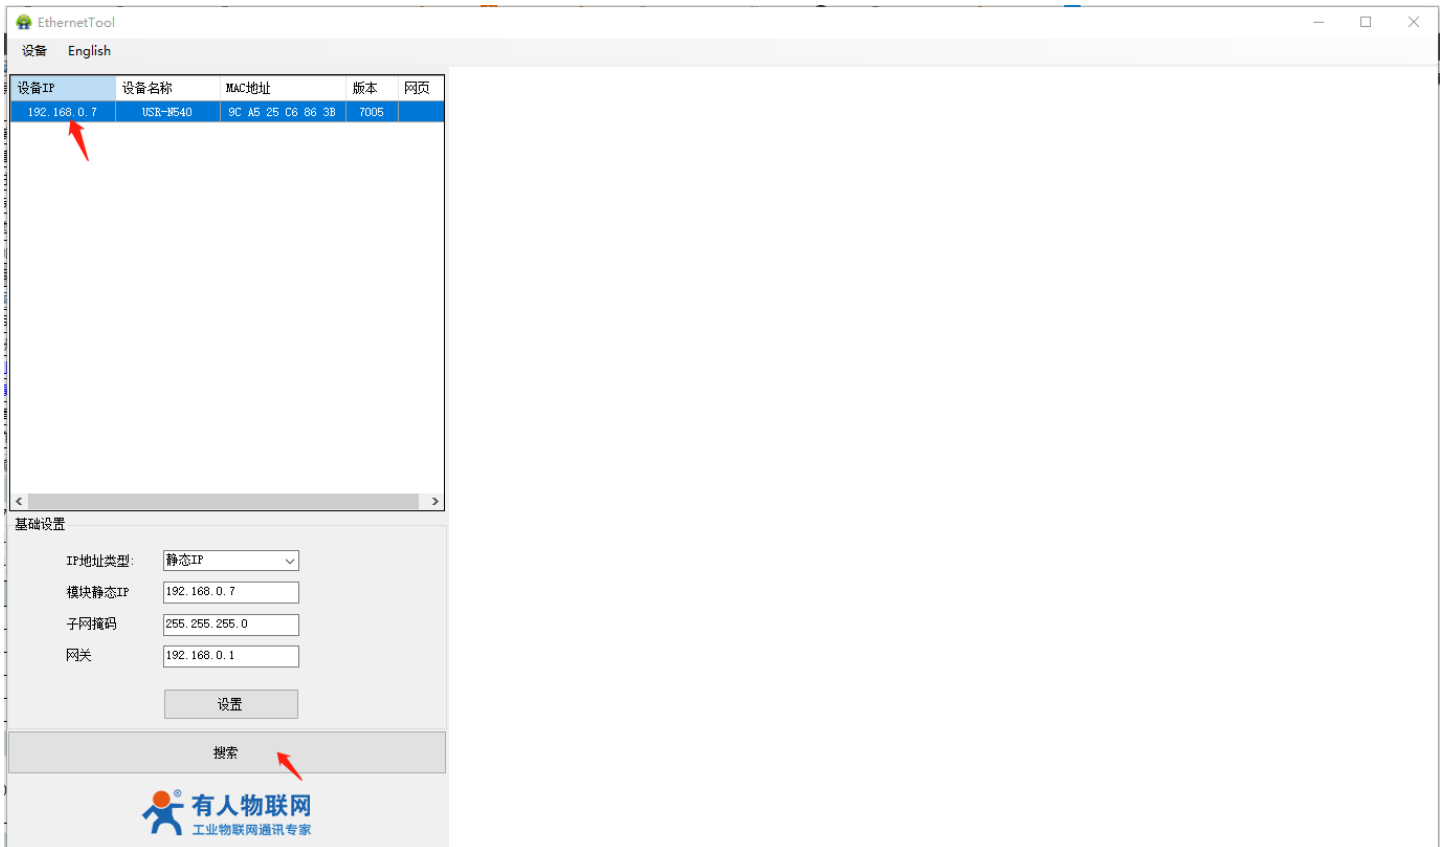 EthernetTool
设备 English
设备IP 设备名称 MAC地址 版本 网页
192.168.0.7 USR-N540 9C A5 25 C6 86 3B 7005
基础设置
IP地址类型: 静态IP
模块静态IP 192.168.0.7
子网掩码 255.255.255.0
网关 192.168.0.1
设置
搜索
有人物联网
工业物联网通讯专家